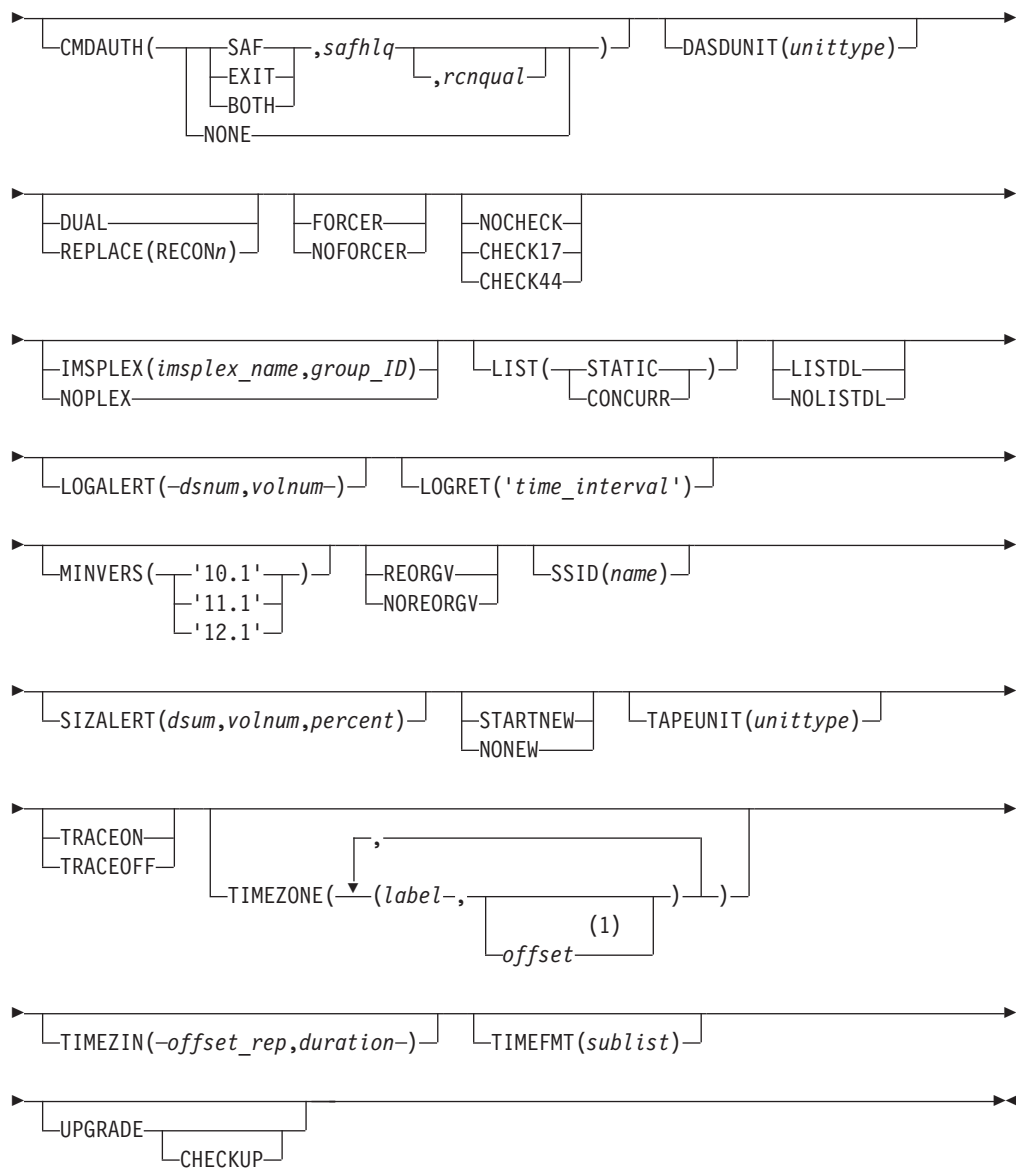 CMDAUTH( SAF ,safhlq ) DASDUNIT(unittype)
EXIT ,rcnqual
BOTH
NONE
DUAL FORCER NOCHECK
REPLACE(RECONn) NOFORCER CHECK17
CHECK44
IMSPLEX(imsplex_name,group_ID) LIST( STATIC ) LISTDL
NOPLEX CONCURR NOLISTDL
LOGALERT( dsnum,volnum ) LOGRET('time_interval')
MINVERS( '10.1' ) REORGV SSID(name)
'11.1' NOREORGV
'12.1'
SIZALERT(dsum,volnum,percent) STARTNEW TAPEUNIT(unittype)
NONEW
TRACEON ,
TRACEOFF
TIMEZONE( (label , ) )
(1)
offset
TIMEZIN( offset_rep,duration ) TIMEFMT(sublist)
UPGRADE
CHECKUP